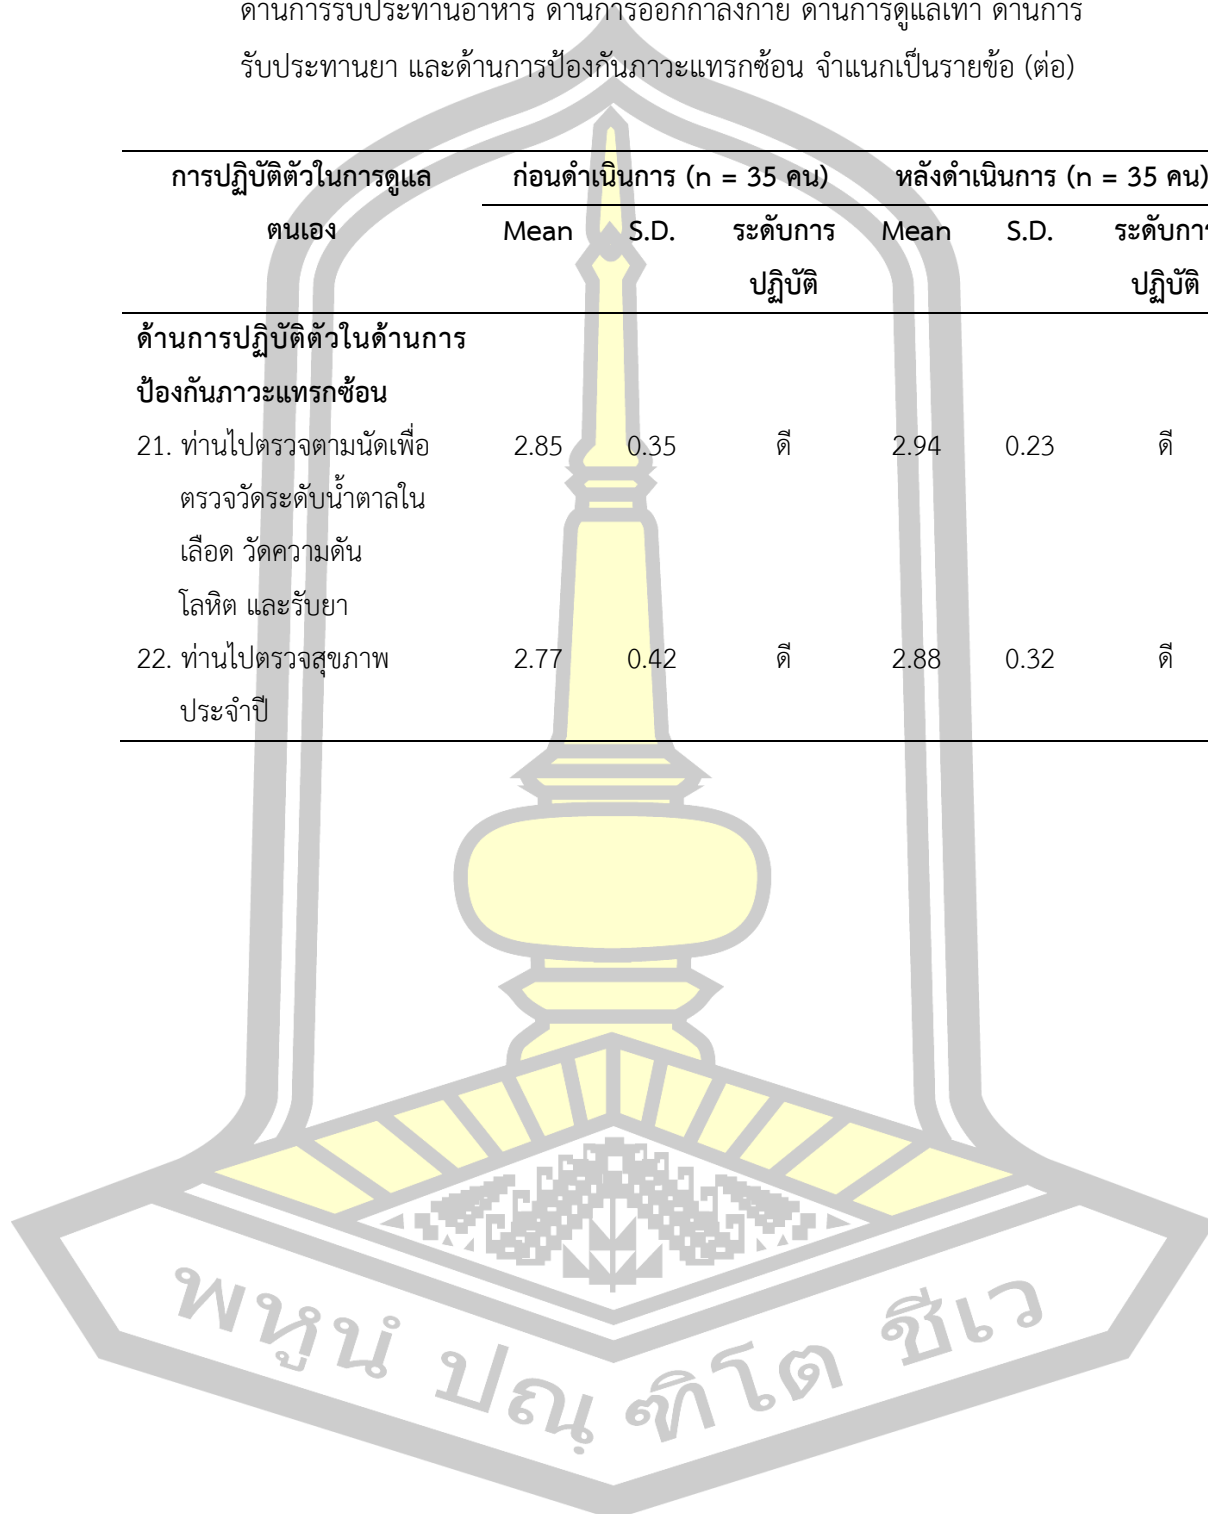 ด้านการรับประทานอาหาร ด้านการออกกำลังกาย ด้านการดูแลเท้า ด้านการ
รับประทานยา และด้านการป้องกันภาวะแทรกซ้อน จำแนกเป็นรายข้อ (ต่อ)
การปฏิบัติตัวในการดูแล ก่อนดำเนินการ (n = 35 คน) หลังดำเนินการ (n = 35 คน)
ตนเอง Mean S.D. ระดับการ Mean S.D. ระดับการ
ปฏิบัติ ปฏิบัติ
ด้านการปฏิบัติตัวในด้านการ
ป้องกันภาวะแทรกซ้อน
21. ท่านไปตรวจตามนัดเพื่อ 2.85 0.35 ดี 2.94 0.23 ดี
ตรวจวัดระดับน้ำตาลใน
เลือด วัดความดัน
โลหิต และรับยา
22. ท่านไปตรวจสุขภาพ 2.77 0.42 ดี 2.88 0.32 ดี
ประจำปี
พหูนํ ปณฺ ฑิโต ชีเว